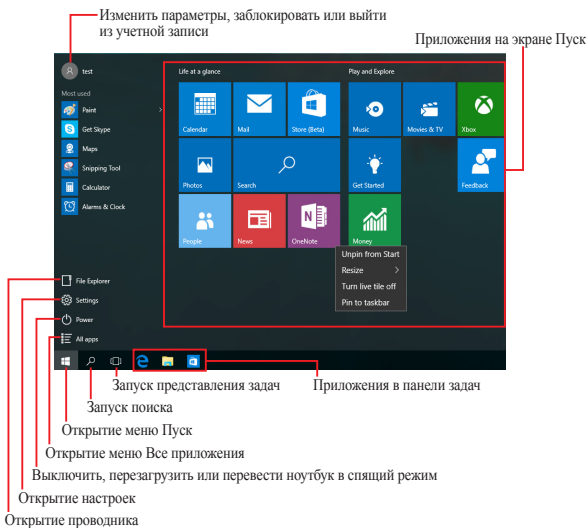 Изменить параметры, заблокировать или выйти
из учетной записи
Приложения на экране Пуск
test
Life at a glance
Play and Explore
Most used
Paint
Get Skype
Maps
Snipping Tool
Calculator
Alarms & Clock
Calendar
Mail
Store (Beta)
Music
Movies & TV
Xbox
Photos
Search
Get Started
Feedback
People
News
OneNote
Money
Unpin from Start
Resize
Turn live tile off
Pin to taskbar
File Explorer
Settings
Power
All apps
Запуск представления задач
Приложения в панели задач
Запуск поиска
Открытие меню Пуск
Открытие меню Все приложения
Выключить, перезагрузить или перевести ноутбук в спящий режим
Открытие настроек
Открытие проводника